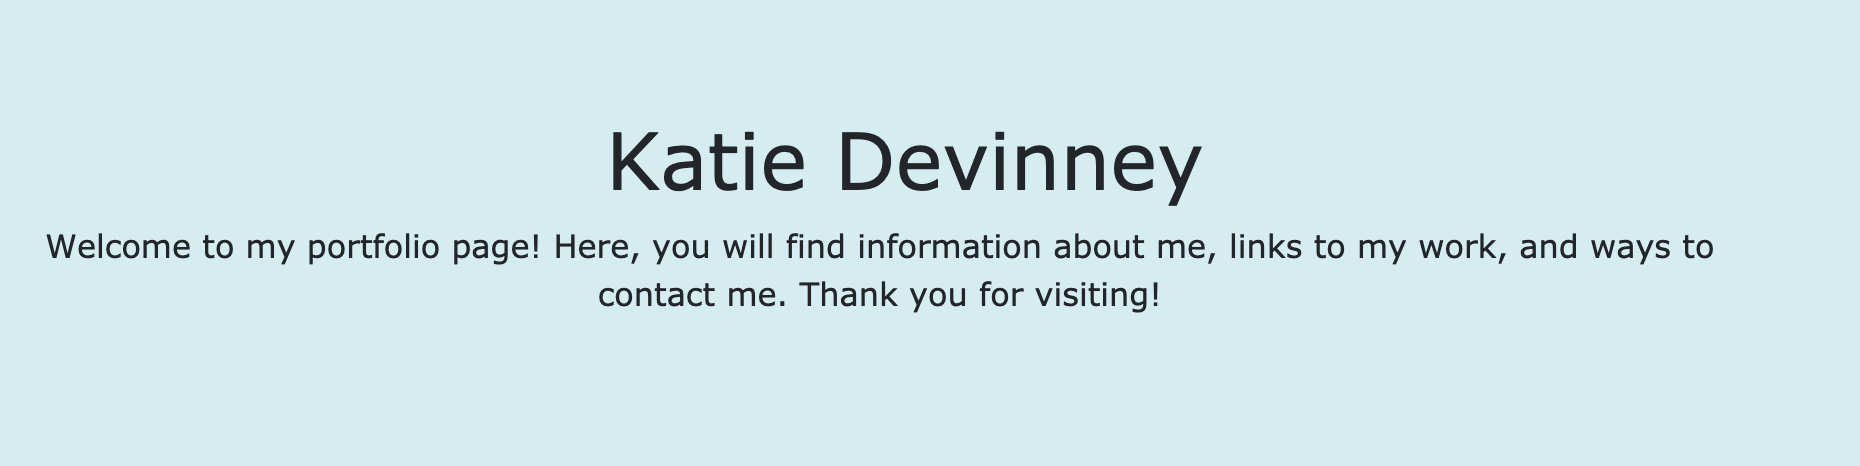 Katie Devinney
Welcome to my portfolio page! Here, you will find information about me, links to my work, and ways to
contact me. Thank you for visiting!